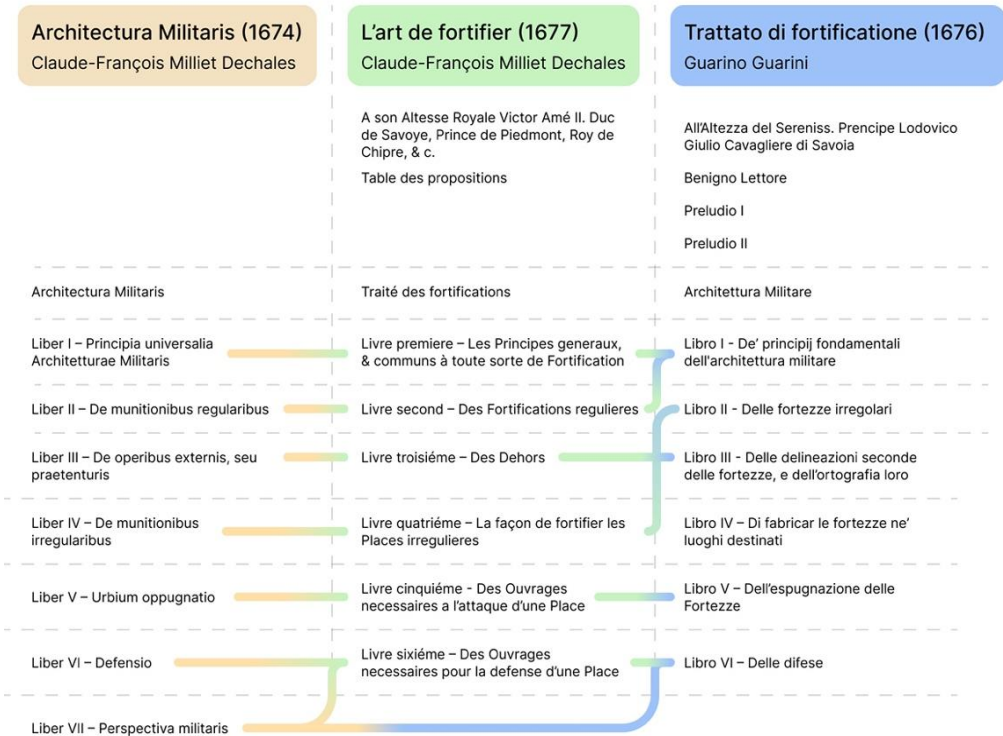 Architectura Militaris (1674)
Claude-François Milliet Dechales
L'art de fortifier (1677)
Claude-François Milliet Dechales
Trattato di fortificatione (1676)
Guarino Guarini
A son Altesse Royale Victor Amé II. Duc
de Savoye, Prince de Piedmont, Roy de
Chipre, & c.
Table des propositions
All'Altezza del Sereniss. Prencipe Lodovico
Giulio Cavagliere di Savoia
Benigno Lettore
Preludio I
Preludio II
Architectura Militaris
Traité des fortifications
Architettura Militare
Liber I – Principia universalia
Architetturae Militaris
Livre premiere – Les Principes generaux,
& communs à toute sorte de Fortification
Libro I - De' principij fondamentali
dell'architettura militare
Liber II – De munitionibus regularibus
Livre second – Des Fortifications regulieres
Libro II - Delle fortezze irregolari
Liber III – De operibus externis, seu
praetenturis
Livre troisiéme – Des Dehors
Libro III - Delle delineazioni seconde
delle fortezze, e dell'ortografia loro
Liber IV – De munitionibus
irregularibus
Livre quatriéme – La façon de fortifier les
Places irregulieres
Libro IV – Di fabricar le fortezze ne'
luoghi destinati
Liber V – Urbium oppugnatio
Livre cinquiéme - Des Ouvrages
necessaires a l'attaque d'une Place
Libro V – Dell'espugnazione delle
Fortezze
Liber VI – Defensio
Livre sixiéme – Des Ouvrages
necessaires pour la defense d'une Place
Libro VI – Delle difese
Liber VII – Perspectiva militaris